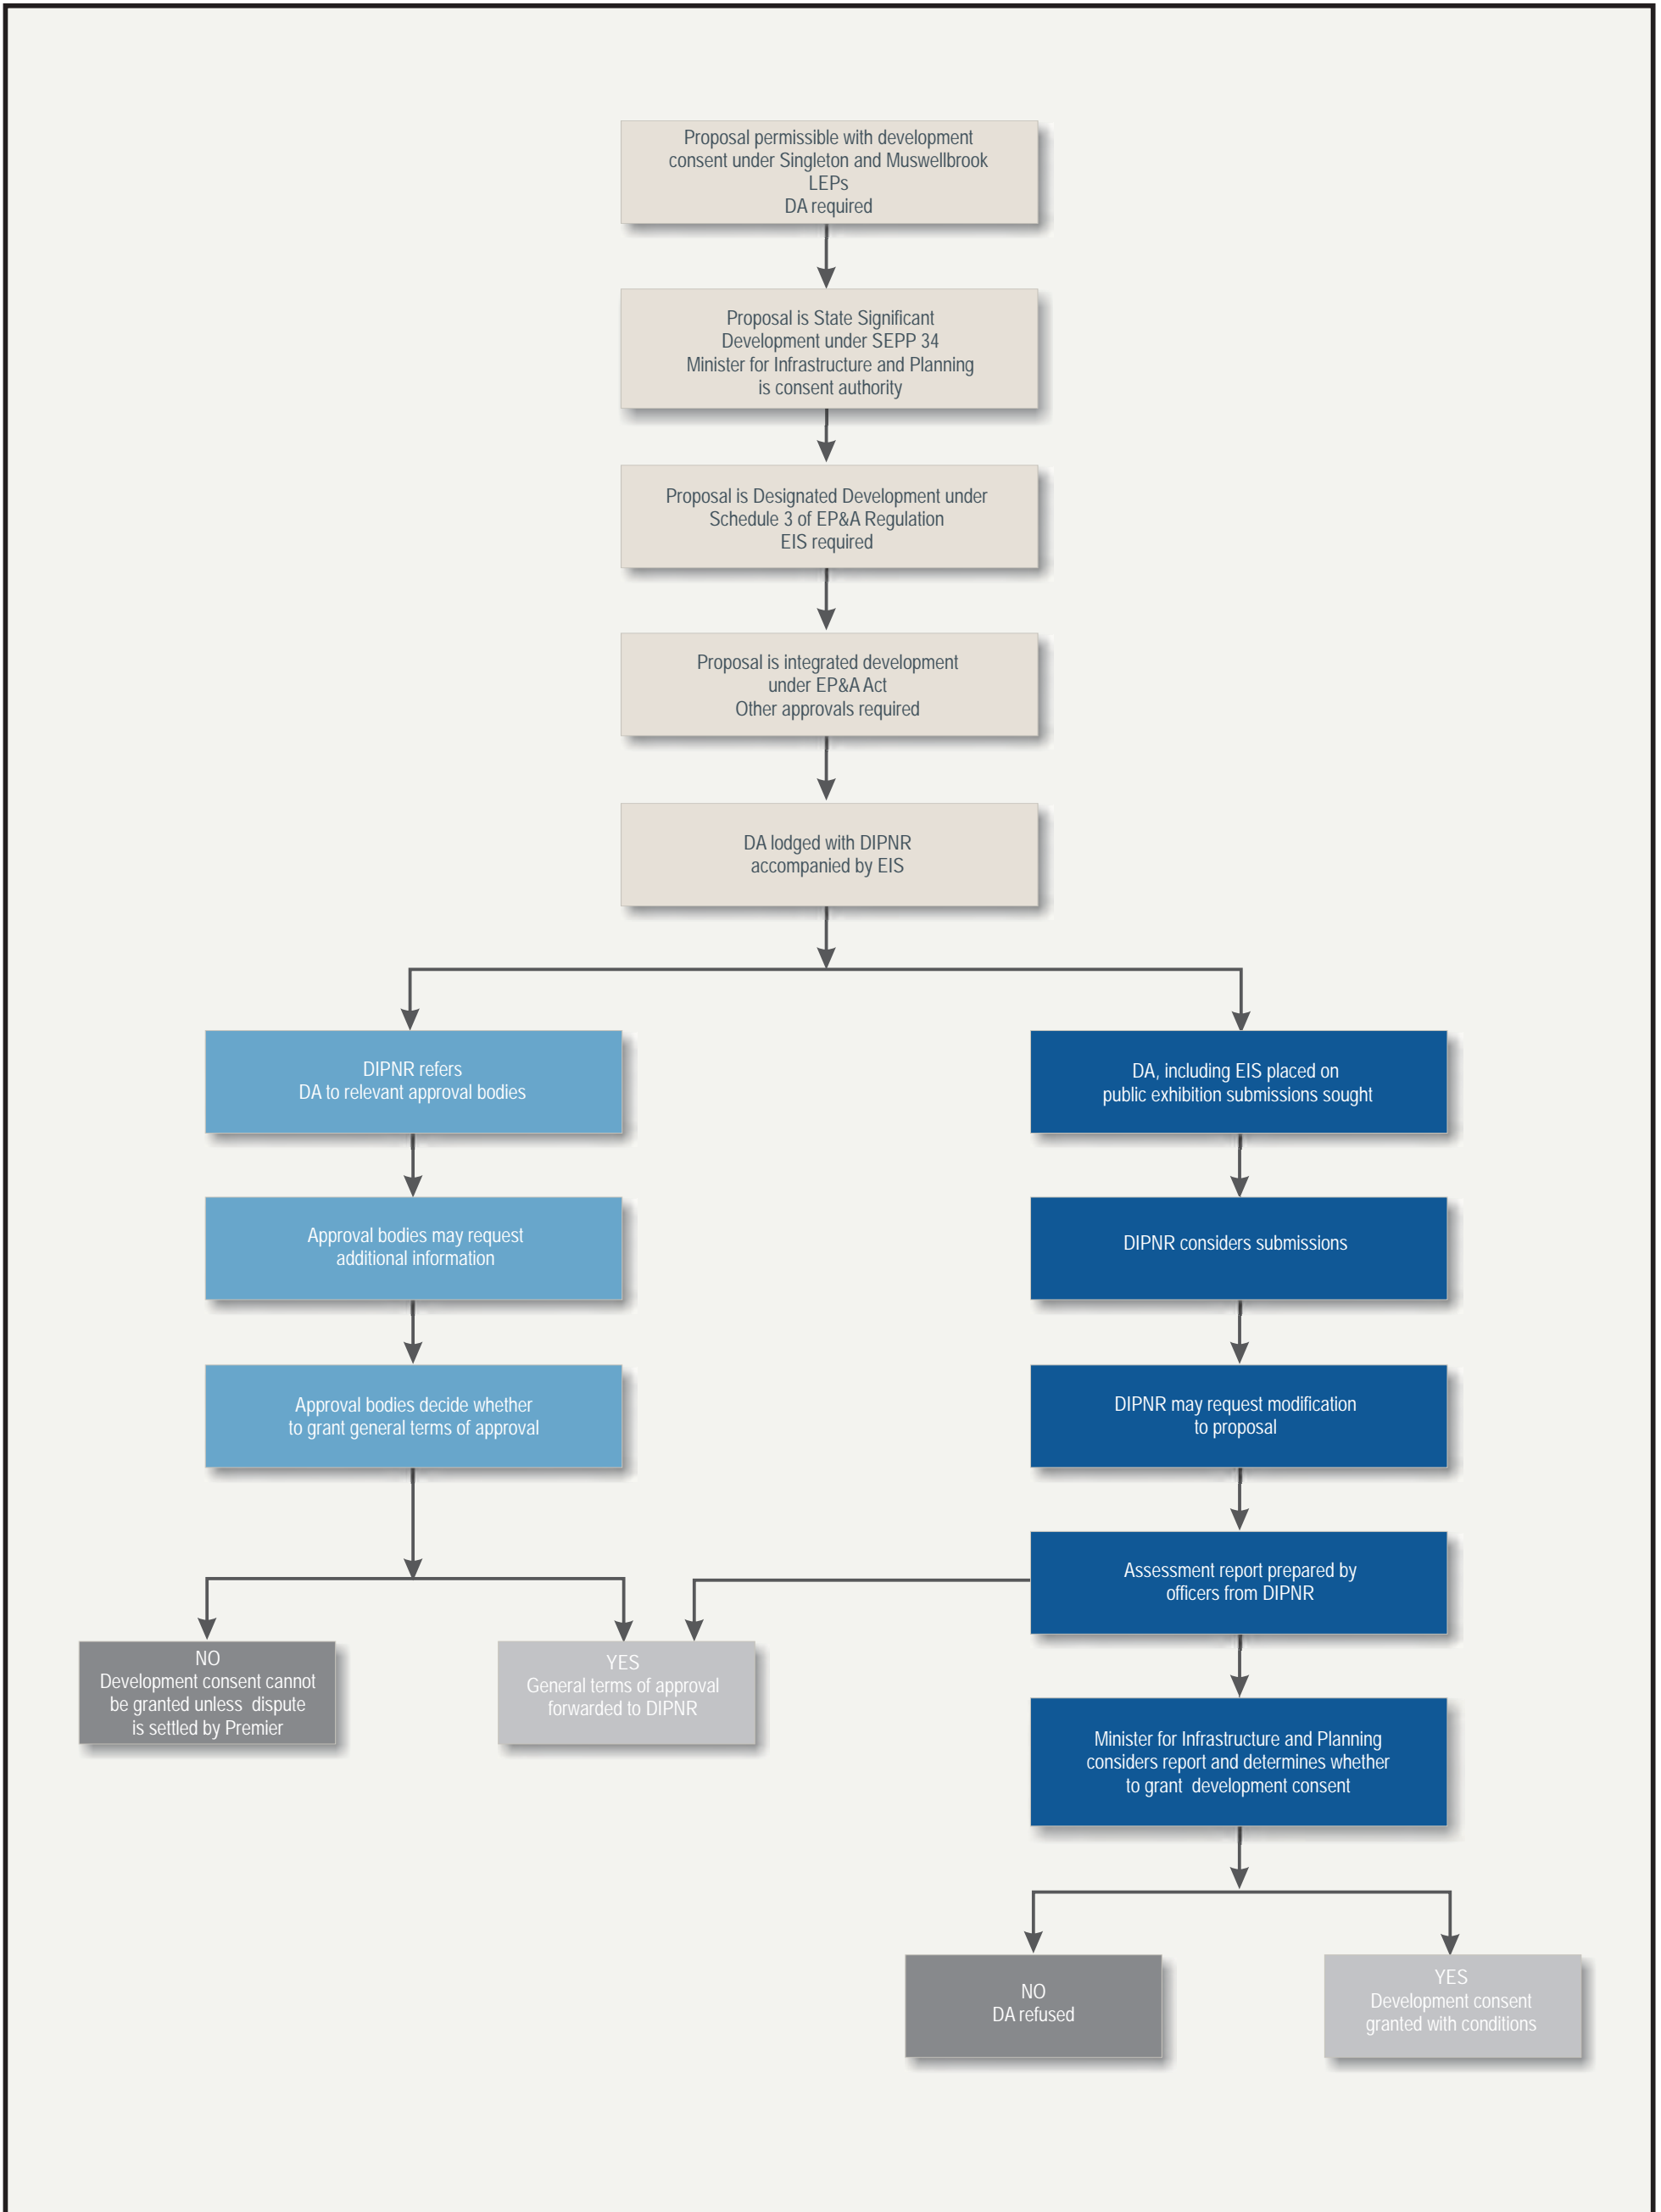 Proposal permissible with development
consent under Singleton and Muswellbrook
LEPs
DA required
Proposal is State Significant
Development under SEPP 34
Minister for Infrastructure and Planning
is consent authority
Proposal is Designated Development under
Schedule 3 of EP&A Regulation
EIS required
Proposal is integrated development
under EP&A Act
Other approvals required
DA lodged with DIPNR
accompanied by EIS
DIPNR refers
DA to relevant approval bodies
Approval bodies may request
additional information
Approval bodies decide whether
to grant general terms of approval
NO
Development consent cannot
be granted unless dispute
is settled by Premier
YES
General terms of approval
forwarded to DIPNR
DA, including EIS placed on
public exhibition submissions sought
DIPNR considers submissions
DIPNR may request modification
to proposal
Assessment report prepared by
officers from DIPNR
Minister for Infrastructure and Planning
considers report and determines whether
to grant development consent
NO
DA refused
YES
Development consent
granted with conditions